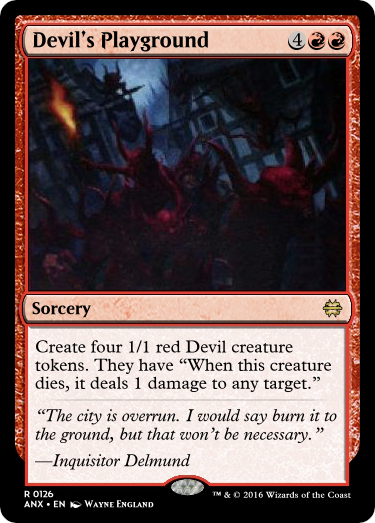 Devil's Playground 4
Sorcery
Create four 1/1 red Devil creature
tokens. They have “When this creature
dies, it deals 1 damage to any target.”
“The city is overrun. I would say burn it to
the ground, but that won't be necessary.”
—Inquisitor Delmund
R 0126
ANX • EN Wayne England
™ & © 2016 Wizards of the Coast